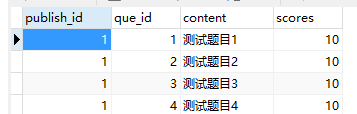 publish_id que_id content scores
1 1 测试题目1 10
1 2 测试题目2 10
1 3 测试题目3 10
1 4 测试题目4 10